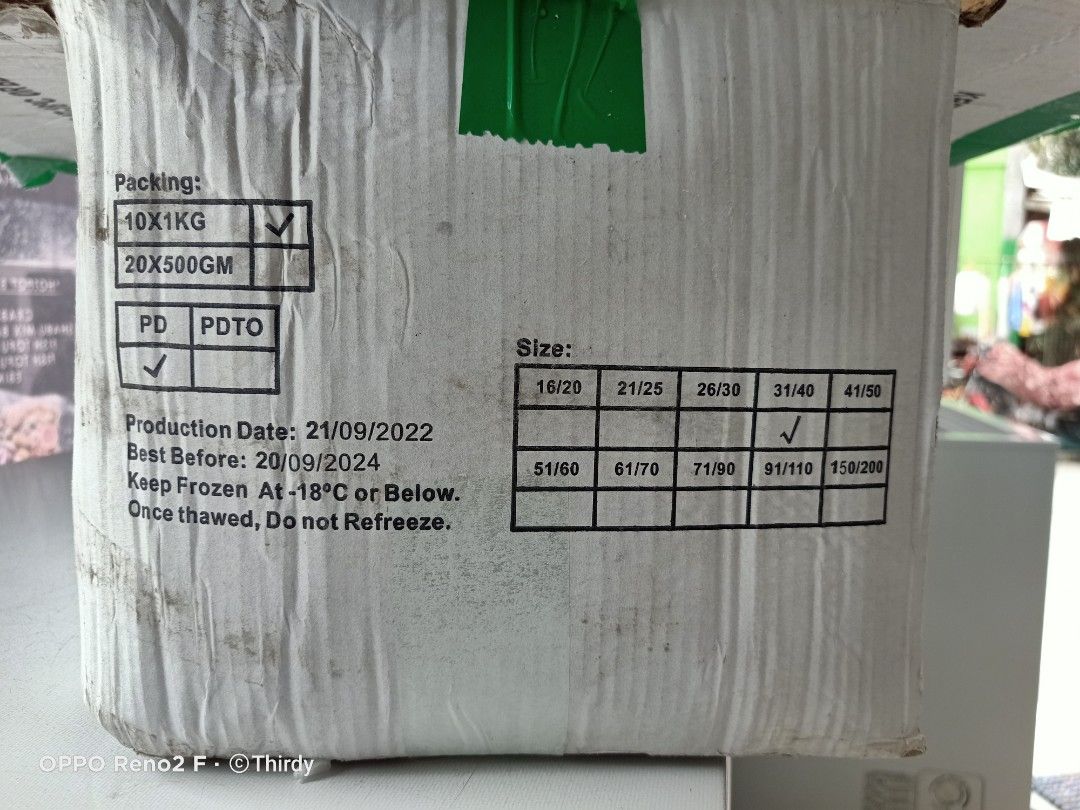 Packing:
10X1KG ✓
20X500GM
PD PDTO
✓
Production Date: 21/09/2022
Best Before: 20/09/2024
Keep Frozen At -18°C or Below.
Once thawed, Do not Refreeze.
Size:
16/20 21/25 26/30 31/40 41/50
✓
51/60 61/70 71/90 91/110 150/200
OPPO Reno2 F · ©Thirdy